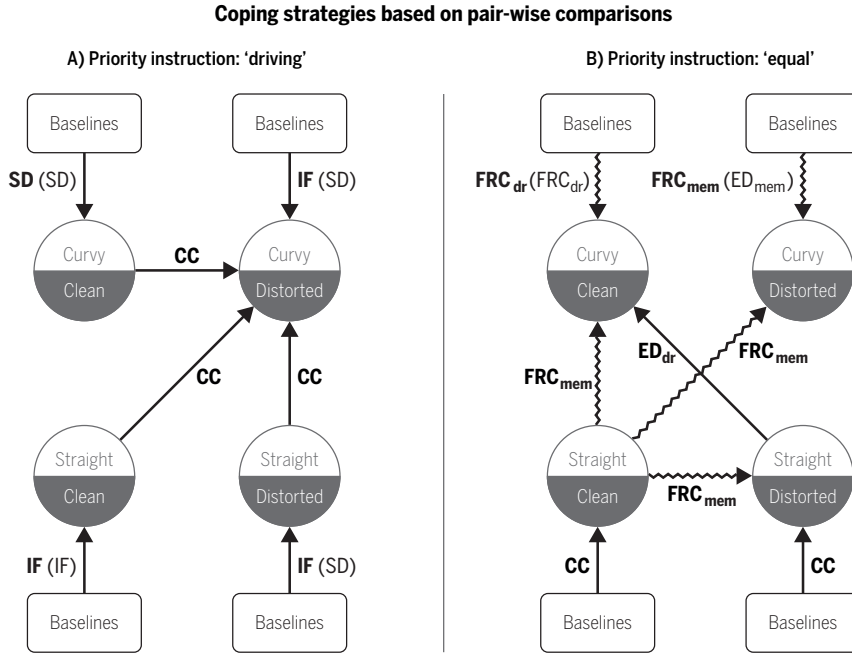 Coping strategies based on pair-wise comparisons
A) Priority instruction: ‘driving’
Baselines
Baselines
SD (SD)
IF (SD)
Curvy
Clean
CC
Curvy
Distorted
CC
CC
Straight
Clean
Straight
Distorted
IF (IF)
IF (SD)
Baselines
Baselines
B) Priority instruction: ‘equal’
Baselines
Baselines
FRCdr (FRCdr)
FRCmem (EDmem)
Curvy
Clean
Curvy
Distorted
EDdr
FRCmem
FRCmem
Straight
Clean
Straight
Distorted
FRCmem
CC
CC
Baselines
Baselines